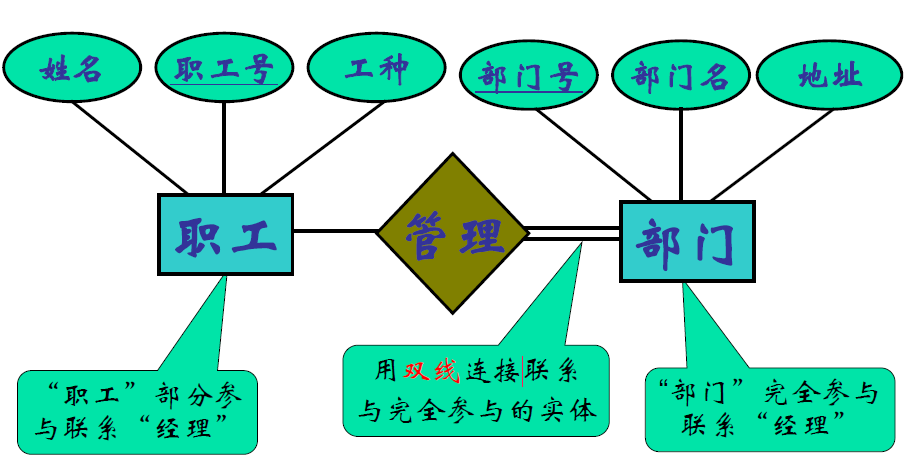 姓名
职工号
工种
部门号
部门名
地址
职工
管理
部门
“职工”部分参
与联系“经理”
用双线连接联系
与完全参与的实体
“部门”完全参与
联系“经理”